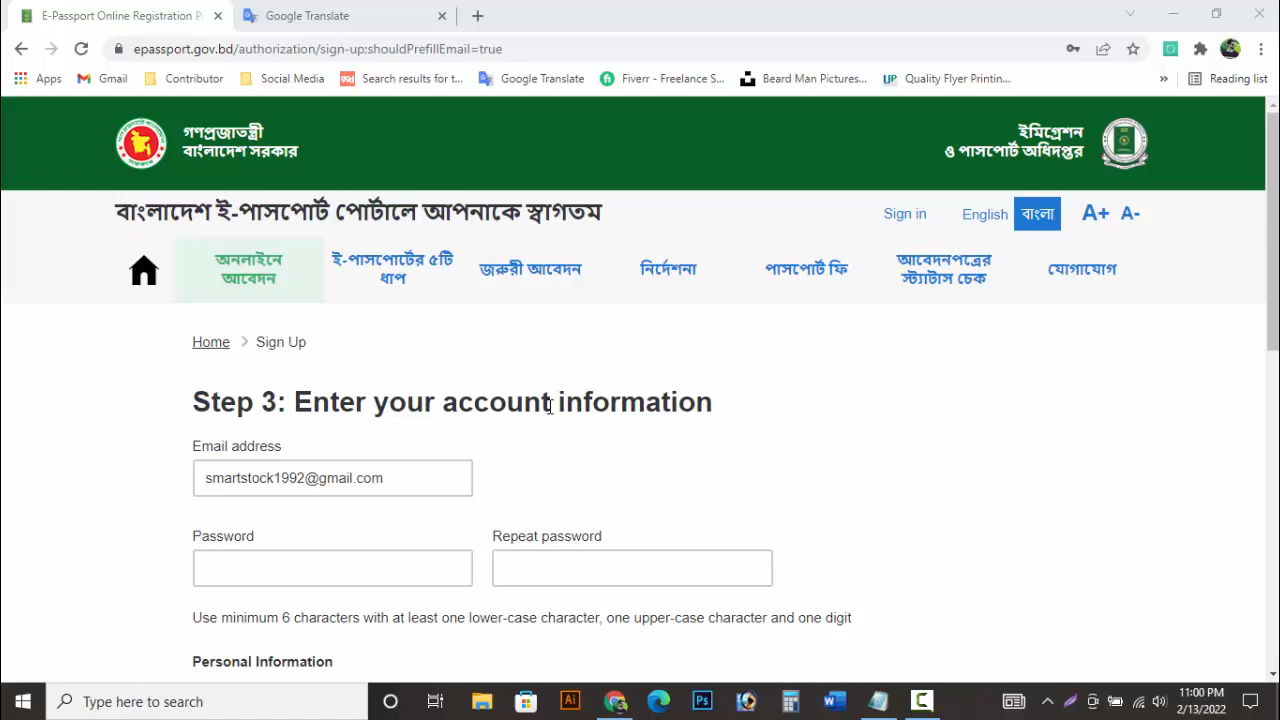 E-Passport Online Registration P
Google Translate
epassport.gov.bd/authorization/sign-up;shouldPrefillEmail=true
Apps
Gmail
Contributor
Social Media
Search results for t...
Google Translate
Fiverr - Freelance S...
Beard Man Pictures...
UP
Quality Flyer Printin...
»
Reading list
গণপ্রজাতন্ত্রী
বাংলাদেশ সরকার
ইমিগ্রেশন
ও পাসপোর্ট অধিদপ্তর
বাংলাদেশ ই-পাসপোর্ট পোর্টালে আপনাকে স্বাগতম
Sign in
English
বাংলা
A+ A-
অনলাইনে
আবেদন
ই-পাসপোর্টের ৫টি
ধাপ
জরুরী আবেদন
নির্দেশনা
পাসপোর্ট ফি
আবেদনপত্রের
স্ট্যাটাস চেক
যোগাযোগ
Home > Sign Up
Step 3: Enter your account information
Email address
smartstock1992@gmail.com
Password
Repeat password
Use minimum 6 characters with at least one lower-case character, one upper-case character and one digit
Personal Information
Type here to search
Ai
Ps
11:00 PM
2/13/2022